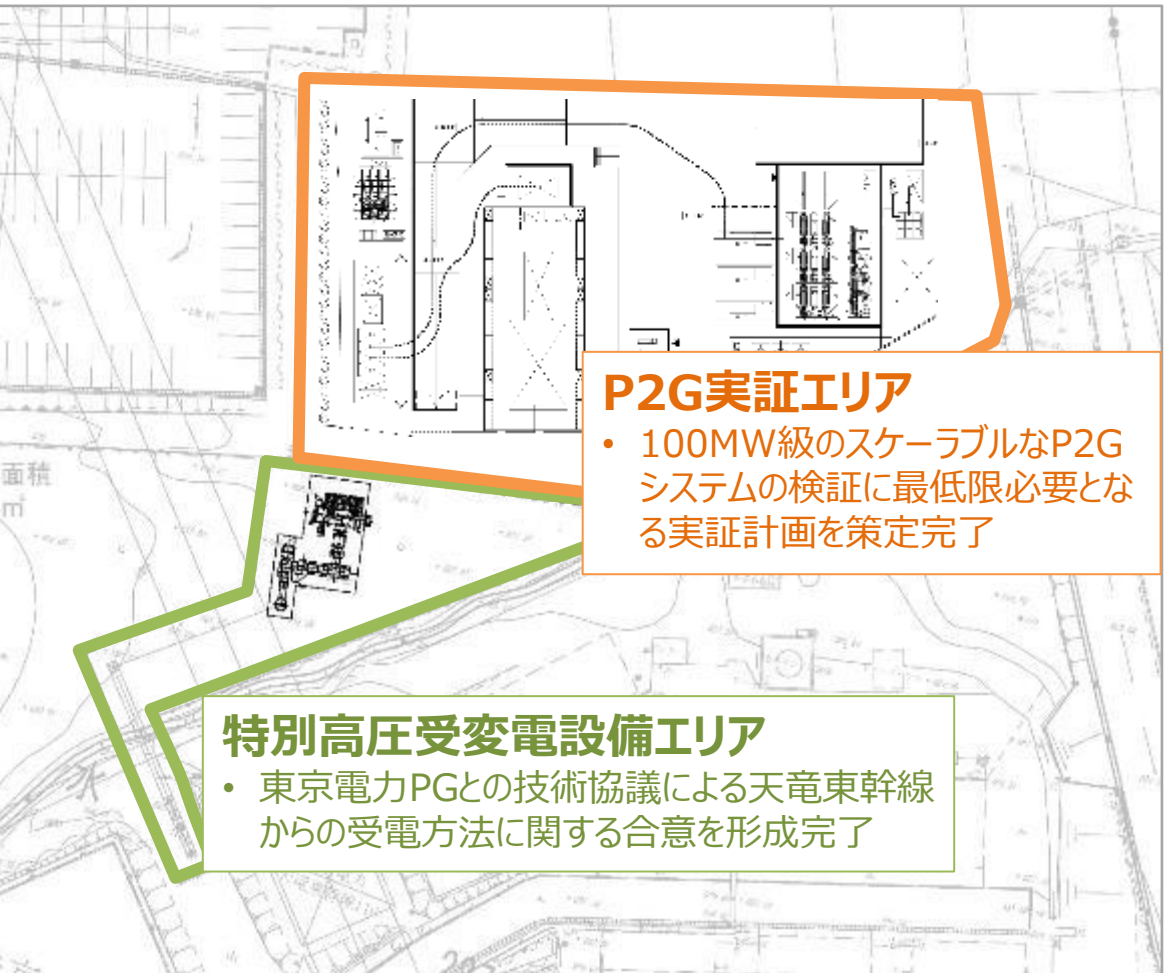 P2G実証エリア
• 100MW級のスケーラブルなP2G
システムの検証に最低限必要とな
る実証計画を策定完了
面積
㎡
特別高圧受変電設備エリア
• 東京電力PGとの技術協議による天竜東幹線
からの受電方法に関する合意を形成完了